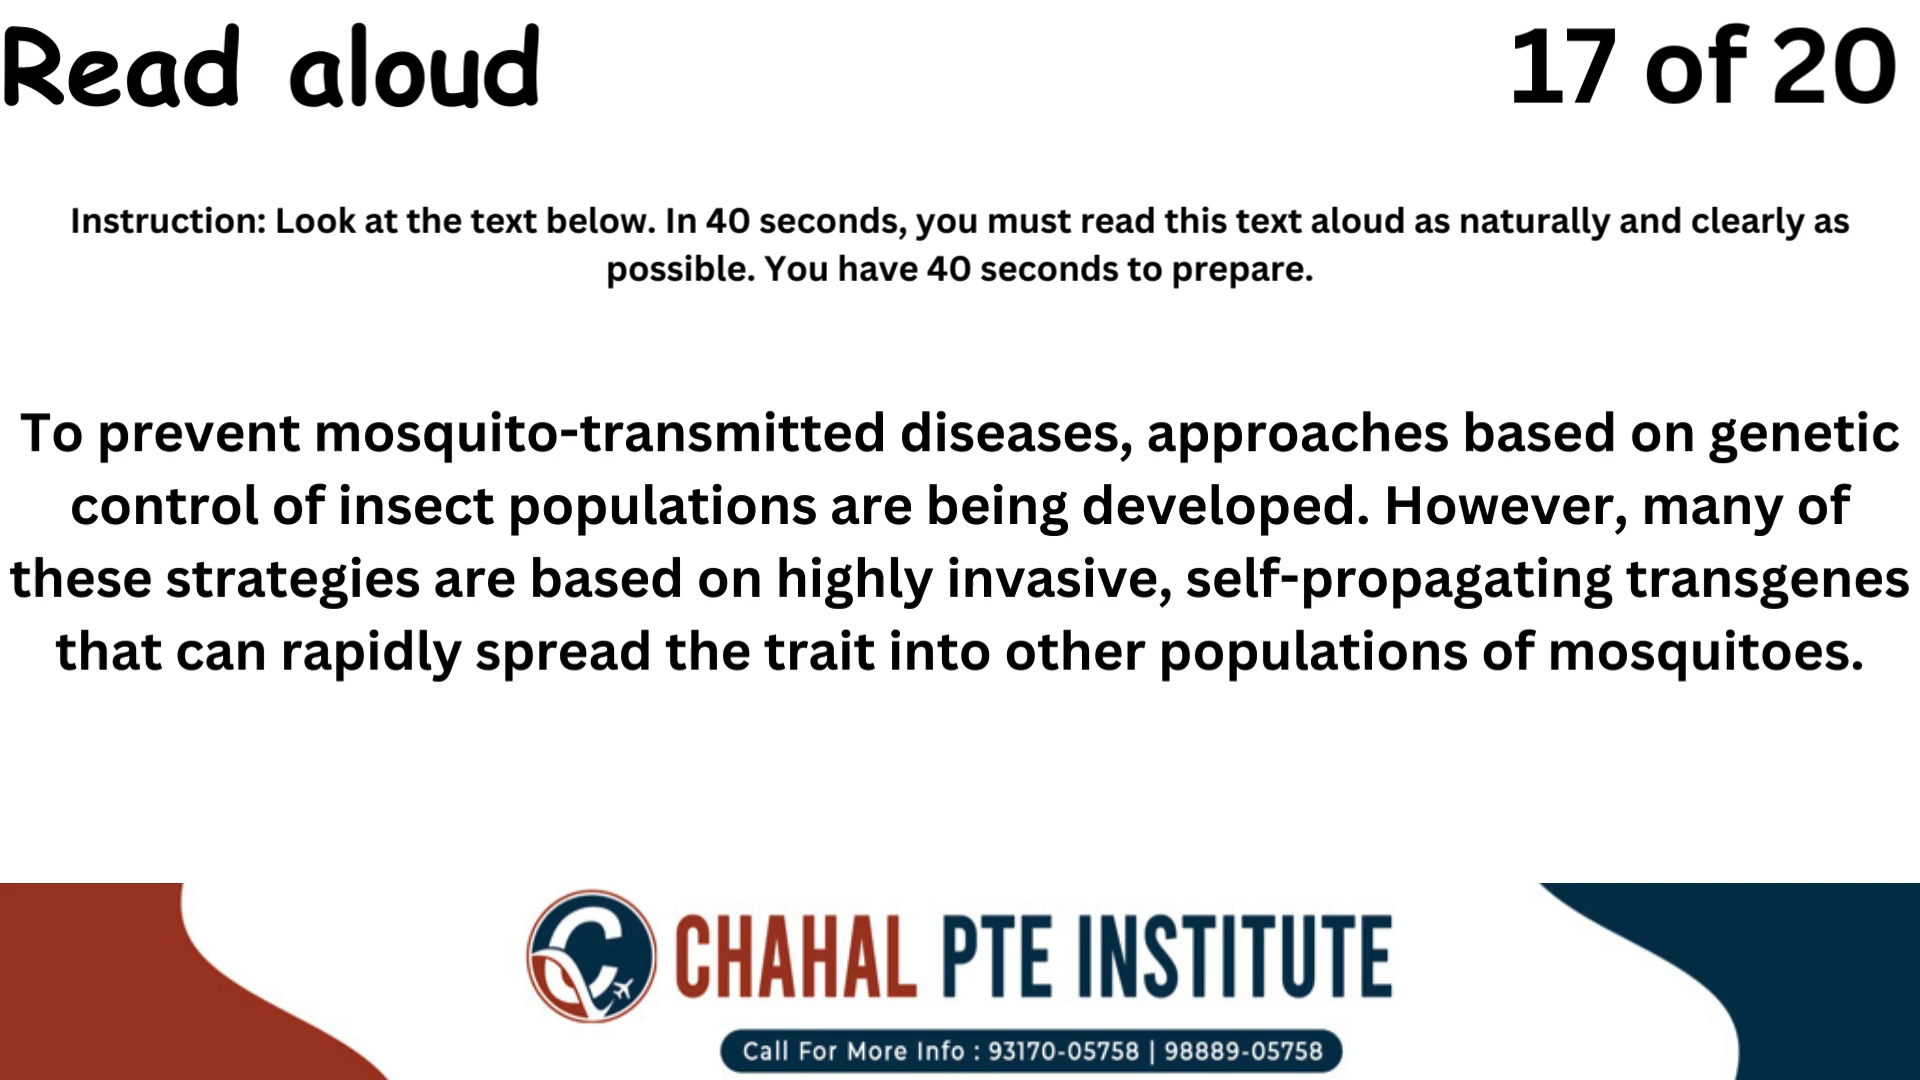 Read aloud
17 of 20
Instruction: Look at the text below. In 40 seconds, you must read this text aloud as naturally and clearly as
possible. You have 40 seconds to prepare.
To prevent mosquito-transmitted diseases, approaches based on genetic
control of insect populations are being developed. However, many of
these strategies are based on highly invasive, self-propagating transgenes
that can rapidly spread the trait into other populations of mosquitoes.
CHAHAL PTE INSTITUTE
Call For More Info : 93170-05758 | 98889-05758